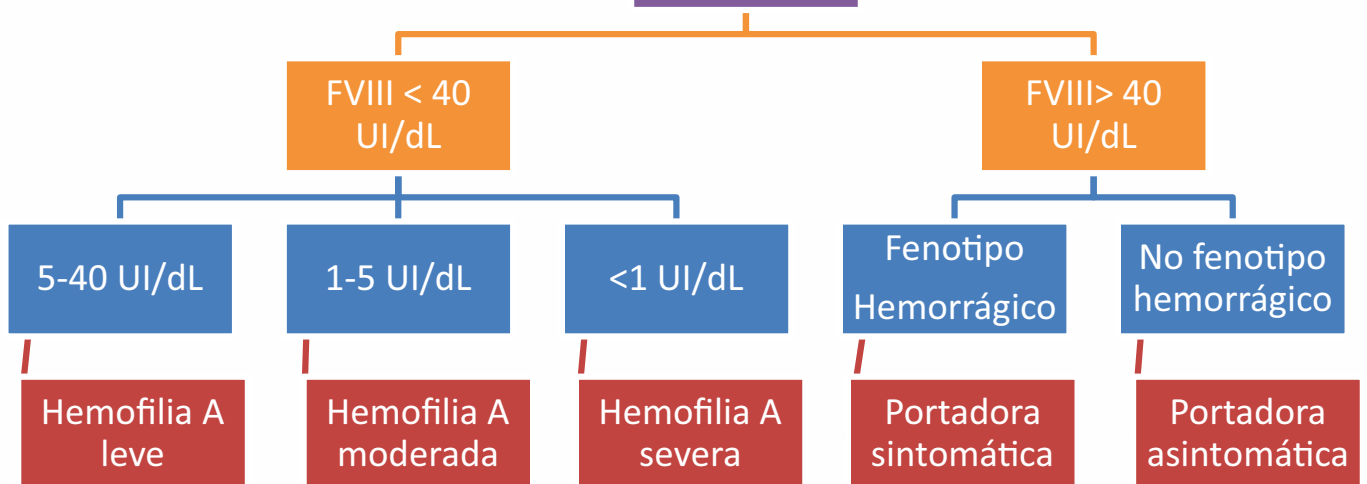 FVIII < 40
UI/dL
FVIII> 40
UI/dL
5-40 UI/dL
1-5 UI/dL
<1 UI/dL
Fenotipo
Hemorrágico
No fenotipo
hemorrágico
Hemofilia A
leve
Hemofilia A
moderada
Hemofilia A
severa
Portadora
sintomática
Portadora
asintomática